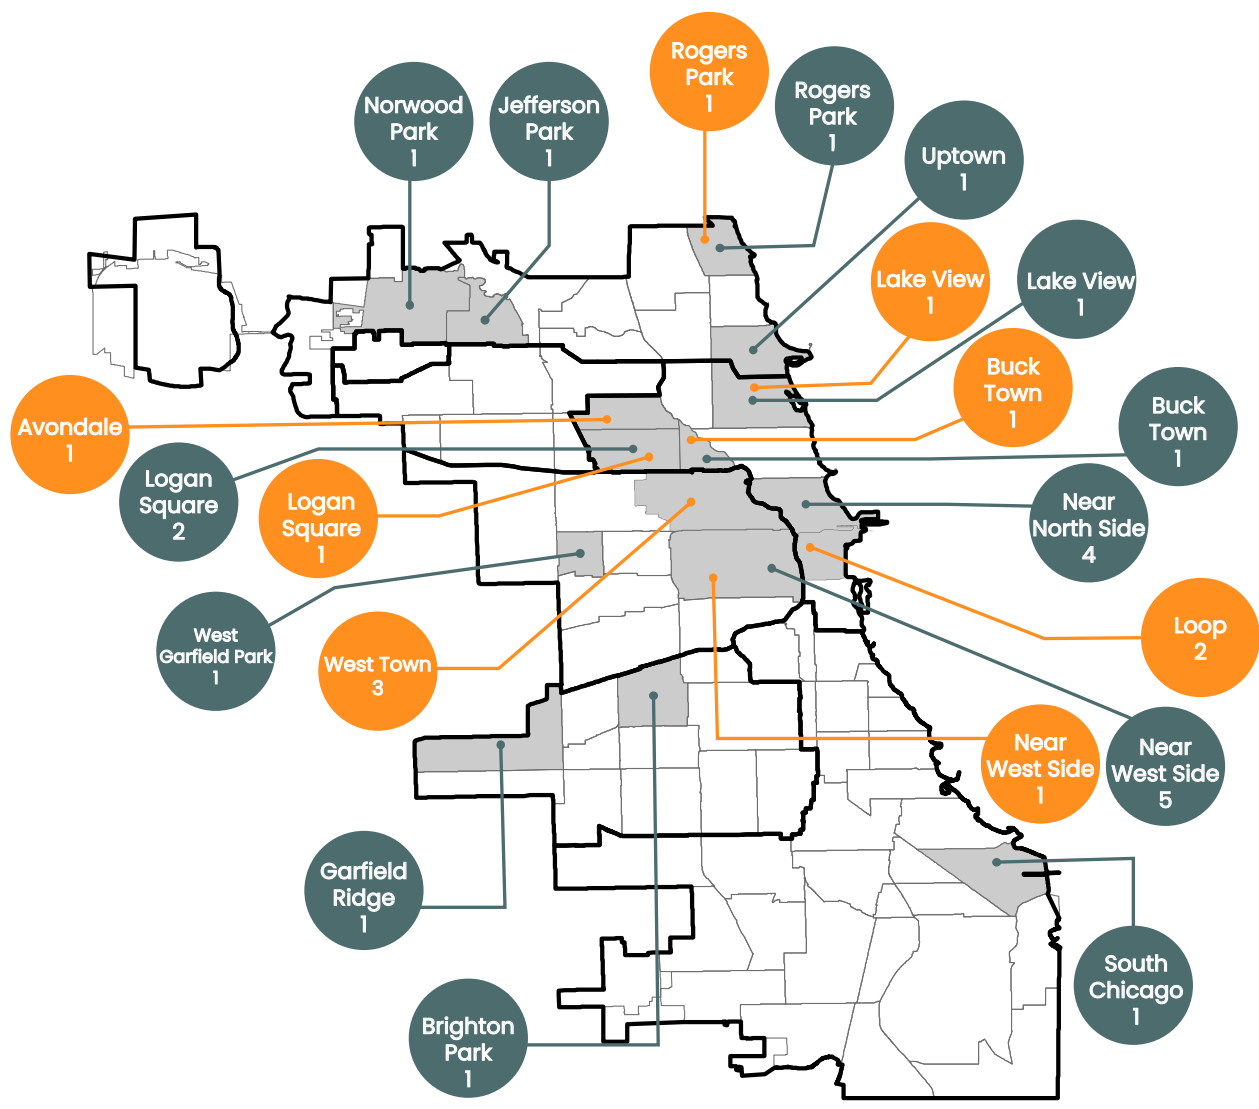 Rogers
Park
1
Rogers
Park
1
Norwood
Park
1
Jefferson
Park
1
Uptown
1
Lake View
1
Lake View
1
Buck
Town
1
Buck
Town
1
Avondale
1
Logan
Square
2
Logan
Square
1
Near
North Side
4
West
Garfield Park
1
West Town
3
Loop
2
Near
West Side
1
Near
West Side
5
Garfield
Ridge
1
South
Chicago
1
Brighton
Park
1